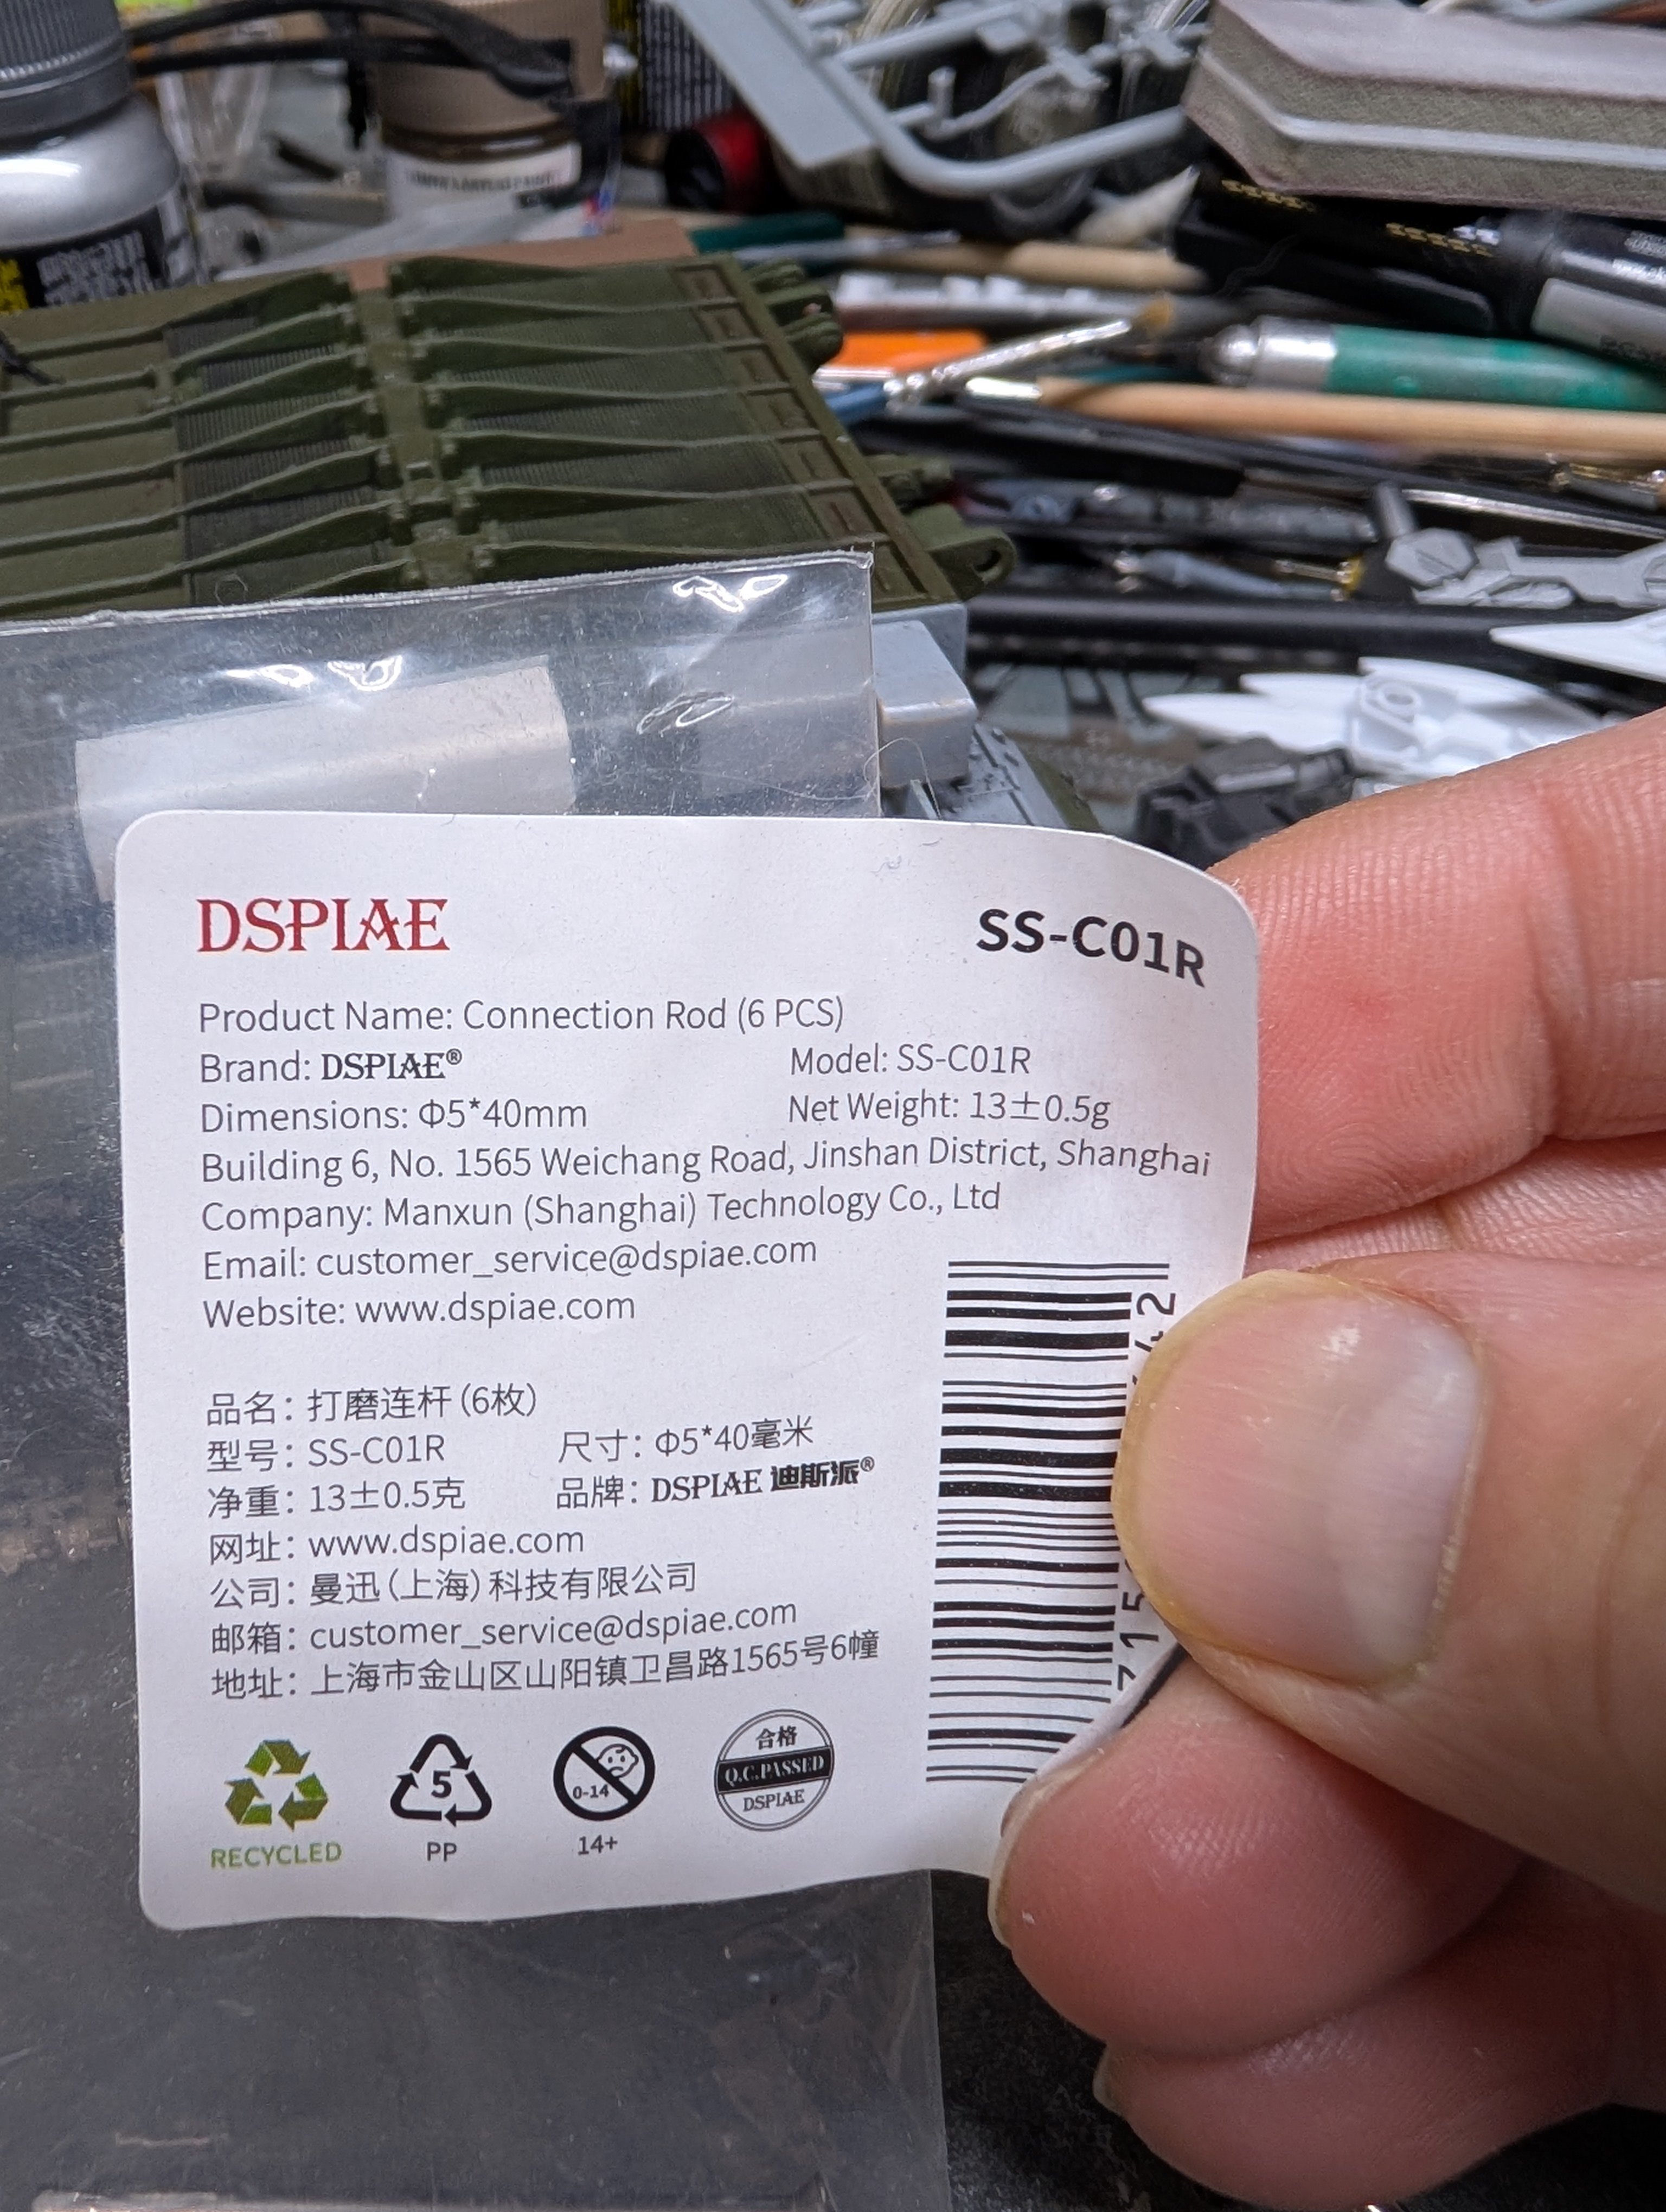 DSPIAE
SS-C01R
Product Name: Connection Rod (6 PCS)
Brand: DSPIAE®
Model: SS-C01R
Dimensions: Φ5*40mm
Net Weight: 13±0.5g
Building 6, No. 1565 Weichang Road, Jinshan District, Shanghai
Company: Manxun (Shanghai) Technology Co., Ltd
Email: customer_service@dspiae.com
Website: www.dspiae.com
品名：打磨连杆（6枚）
型号：SS-C01R
尺寸：Φ5*40毫米
净重：13±0.5克
品牌：DSPIAE 迪斯派®
网址：www.dspiae.com
公司：曼迅（上海）科技有限公司
邮箱：customer_service@dspiae.com
地址：上海市金山区山阳镇卫昌路1565号6幢
RECYCLED
5
PP
0-14
14+
合格
Q.C.PASSED
DSPIAE